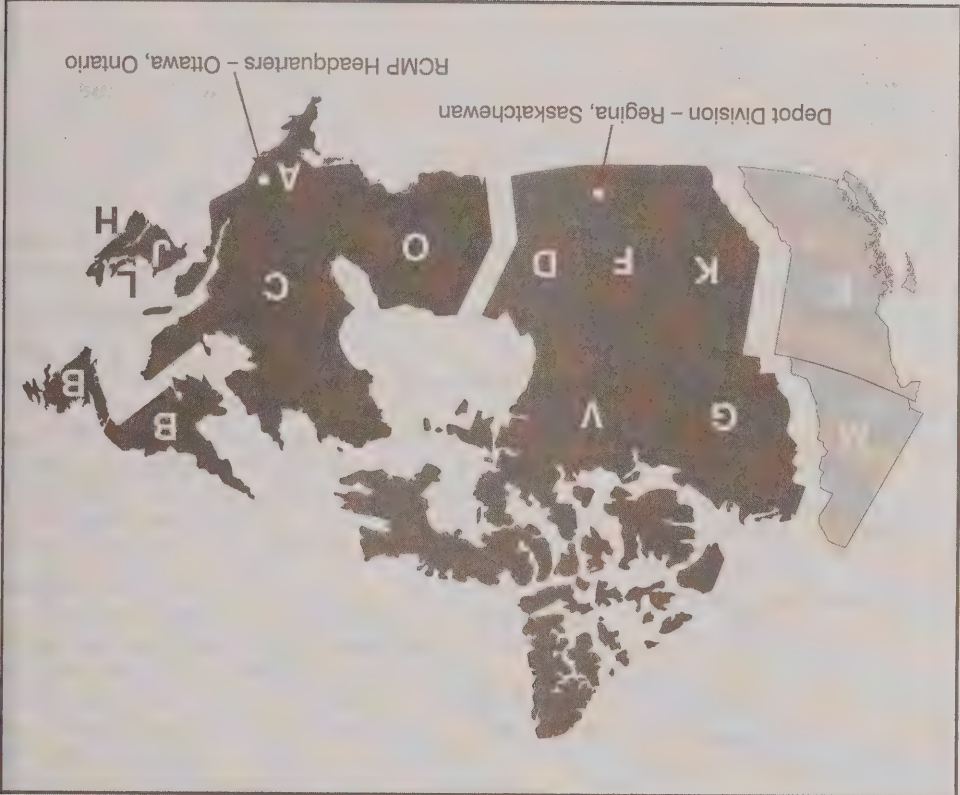 M
G
V
B
B
E
K
F
D
O
C
L
J
H
A
Depot Division – Regina, Saskatchewan
RCMP Headquarters – Ottawa, Ontario